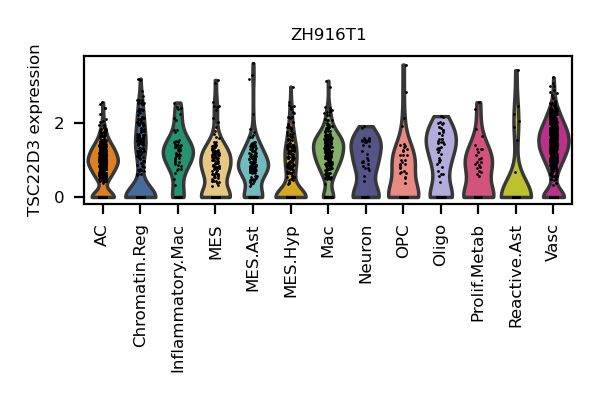 ZH916T1
TSC22D3 expression
2
0
AC
Chromatin.Reg
Inflammatory.Mac
MES
MES.Ast
MES.Hyp
Mac
Neuron
OPC
Oligo
Prolif.Metab
Reactive.Ast
Vasc